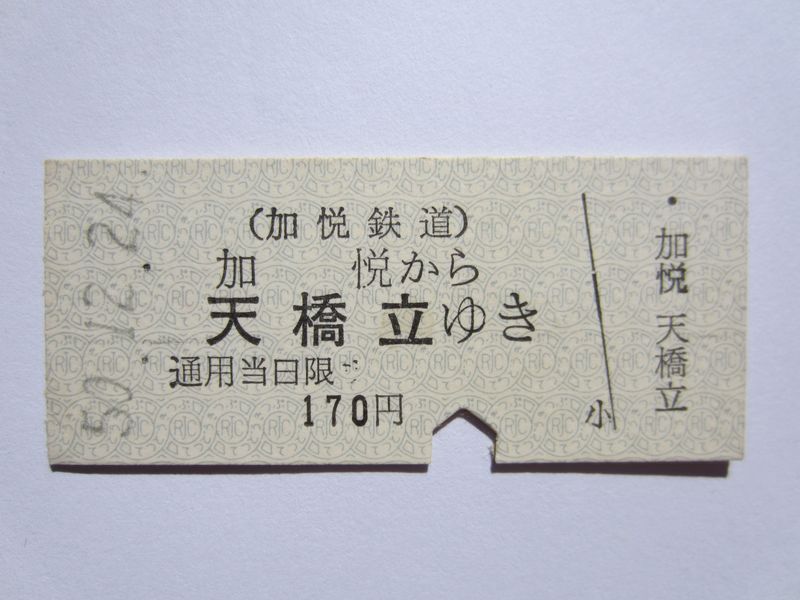 50.12.24
(加悦鉄道)
加悦から
天橋立ゆき
通用当日限
170円
小
加悦 天橋立